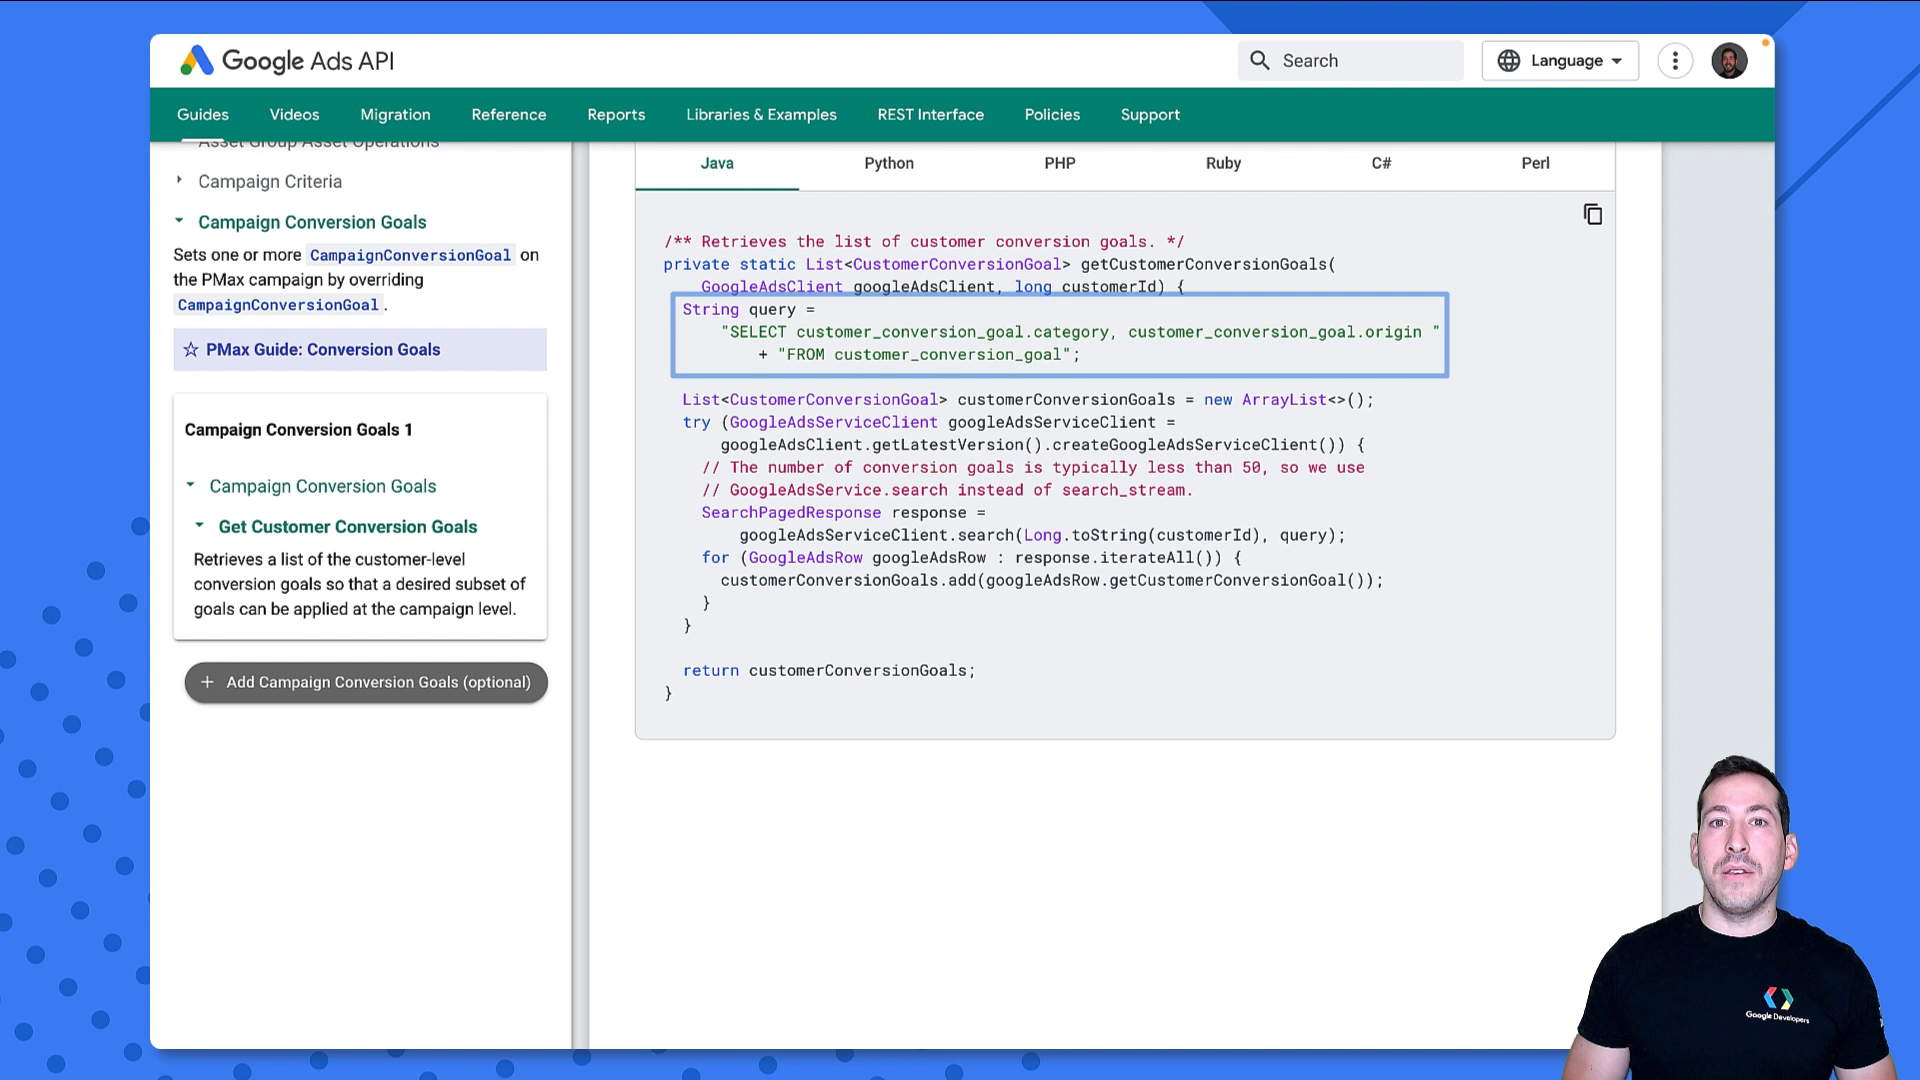 Google Ads API
Search
Language
Guides
Videos
Migration
Reference
Reports
Libraries & Examples
REST Interface
Policies
Support
Asset Group Asset Operations
Campaign Criteria
Campaign Conversion Goals
Sets one or more CampaignConversionGoal on
the PMax campaign by overriding
CampaignConversionGoal.
☆ PMax Guide: Conversion Goals
Campaign Conversion Goals 1
Campaign Conversion Goals
Get Customer Conversion Goals
Retrieves a list of the customer-level
conversion goals so that a desired subset of
goals can be applied at the campaign level.
+ Add Campaign Conversion Goals (optional)
Java
Python
PHP
Ruby
C#
Perl
/** Retrieves the list of customer conversion goals. */
private static List<CustomerConversionGoal> getCustomerConversionGoals(
GoogleAdsClient googleAdsClient, long customerId) {
String query =
"SELECT customer_conversion_goal.category, customer_conversion_goal.origin "
+ "FROM customer_conversion_goal";
List<CustomerConversionGoal> customerConversionGoals = new ArrayList<>();
try (GoogleAdsServiceClient googleAdsServiceClient =
googleAdsClient.getLatestVersion().createGoogleAdsServiceClient()) {
// The number of conversion goals is typically less than 50, so we use
// GoogleAdsService.search instead of search_stream.
SearchPagedResponse response =
googleAdsServiceClient.search(Long.toString(customerId), query);
for (GoogleAdsRow googleAdsRow : response.iterateAll()) {
customerConversionGoals.add(googleAdsRow.getCustomerConversionGoal());
}
}
return customerConversionGoals;
}
Google Developers